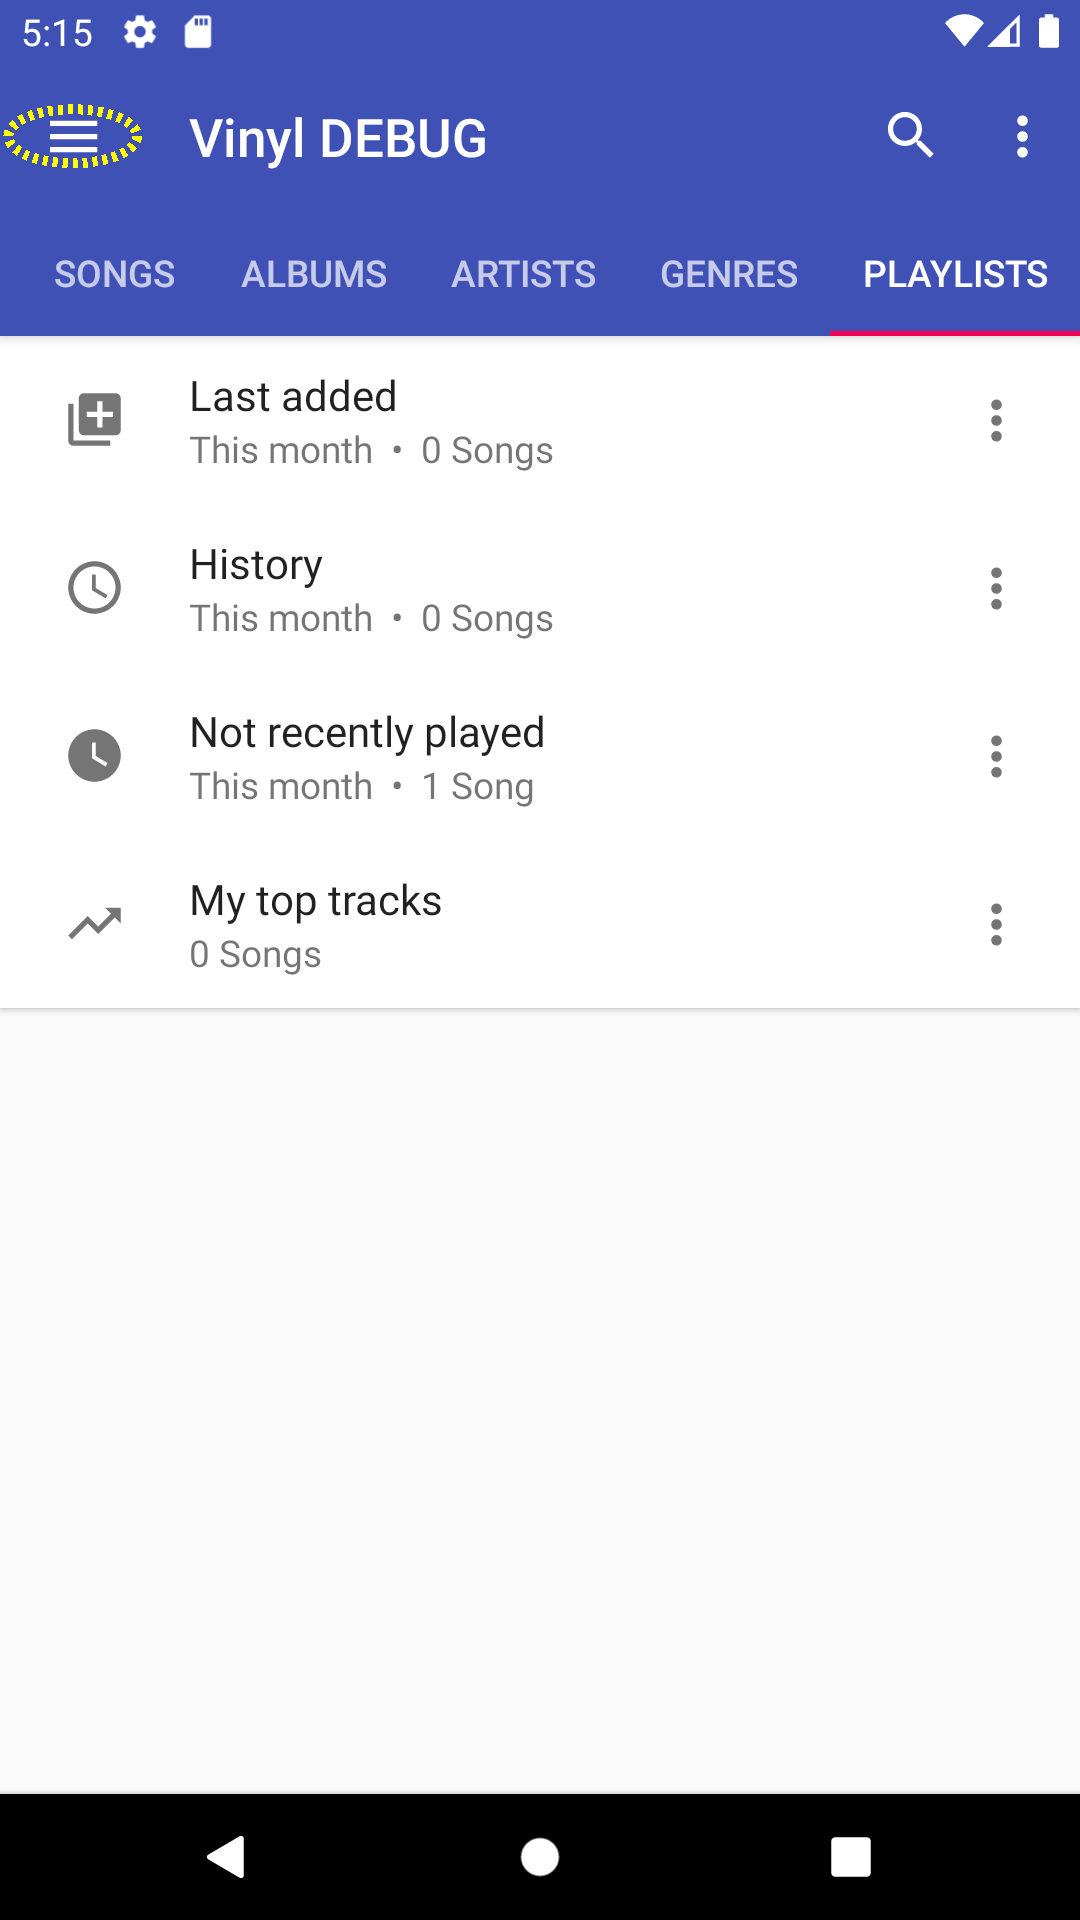 5:15
Vinyl DEBUG
SONGS ALBUMS ARTISTS GENRES PLAYLISTS
Last added
This month • 0 Songs
History
This month • 0 Songs
Not recently played
This month • 1 Song
My top tracks
0 Songs